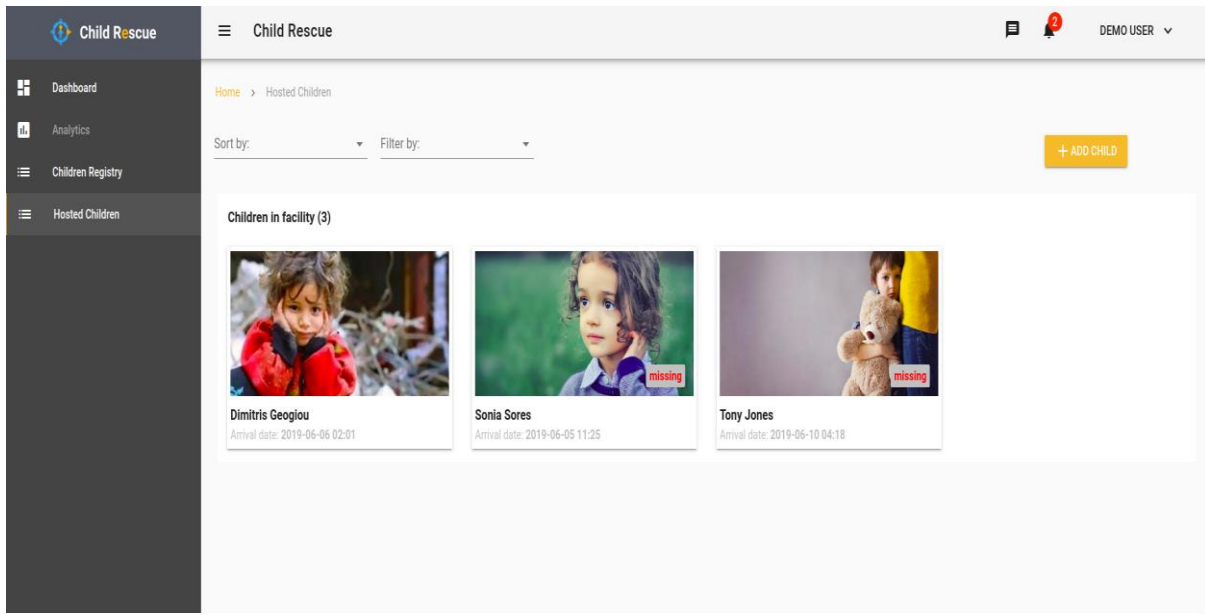 Child Rescue
Child Rescue
2
DEMO USER
Dashboard
Analytics
Children Registry
Hosted Children
Home > Hosted Children
Sort by:
Filter by:
+ ADD CHILD
Children in facility (3)
missing
missing
Dimitris Geogiou
Arrival date: 2019-06-06 02:01
Sonia Sores
Arrival date: 2019-06-05 11:25
Tony Jones
Arrival date: 2019-06-10 04:18